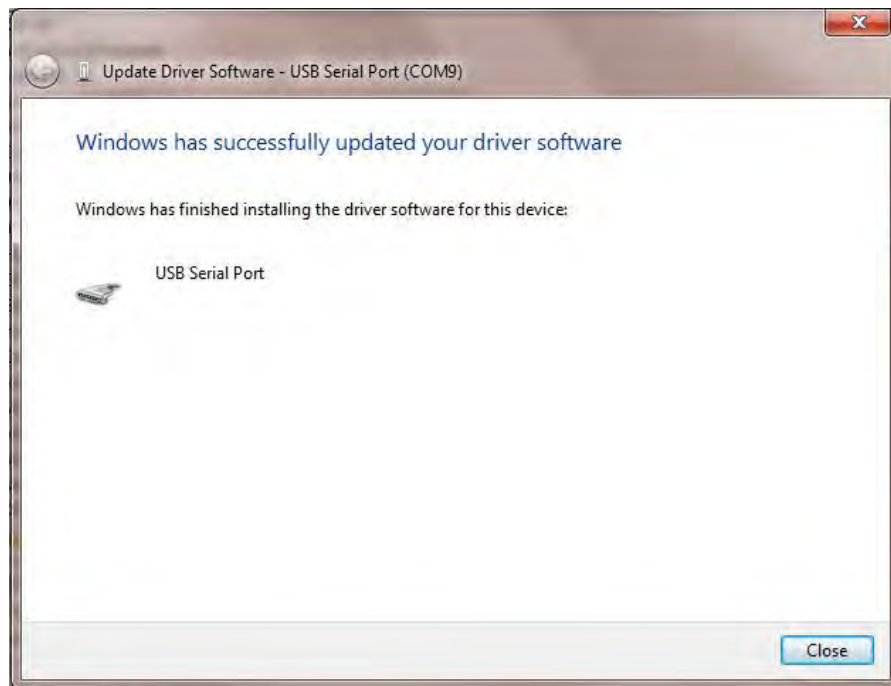 Update Driver Software - USB Serial Port (COM9)
Windows has successfully updated your driver software
Windows has finished installing the driver software for this device:
USB Serial Port
Close